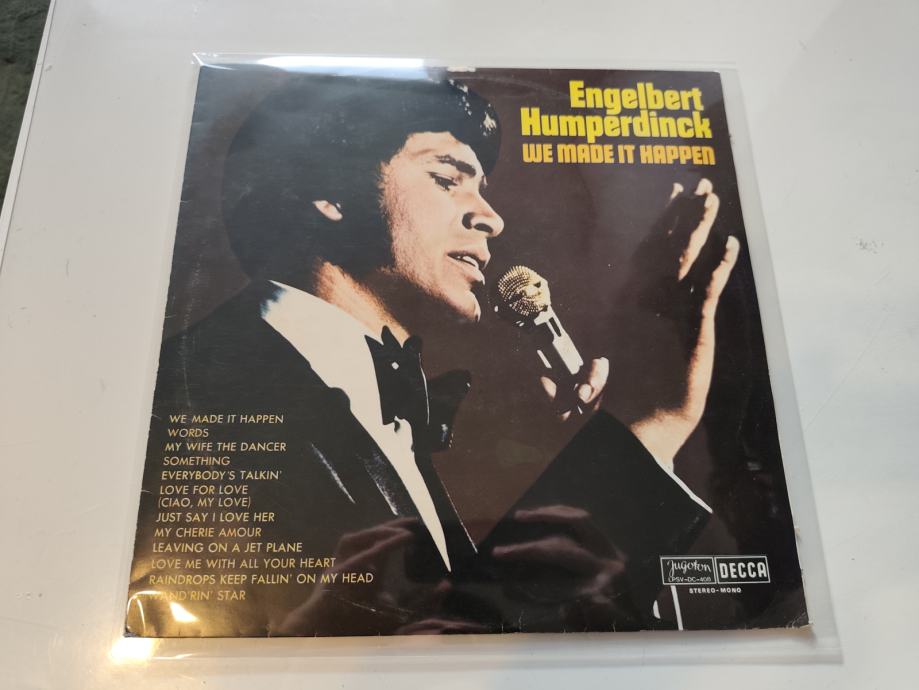 Engelbert
Humperdinck
WE MADE IT HAPPEN
WE MADE IT HAPPEN
WORDS
MY WIFE THE DANCER
SOMETHING
EVERYBODY'S TALKIN'
LOVE FOR LOVE
(CIAO, MY LOVE)
JUST SAY I LOVE HER
MY CHERIE AMOUR
LEAVING ON A JET PLANE
LOVE ME WITH ALL YOUR HEART
RAINDROPS KEEP FALLIN' ON MY HEAD
WAND'RIN' STAR
Jugoton DECCA
LPSV-DC-408
STEREO-MONO